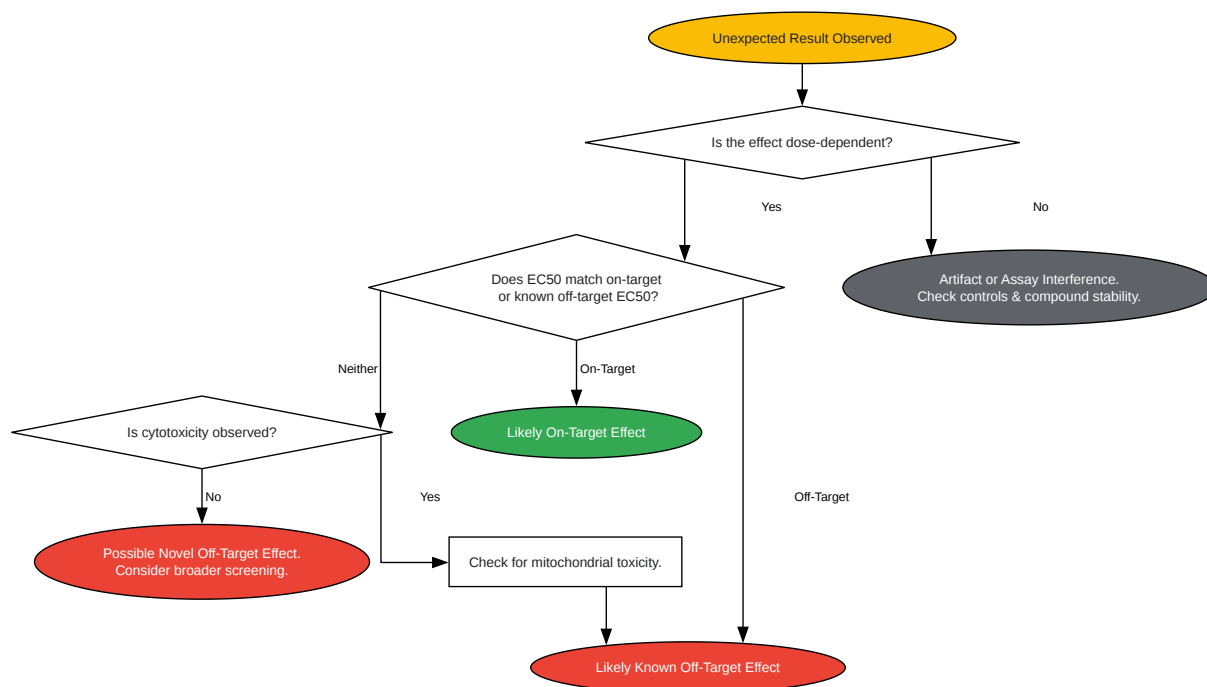 Unexpected Result Observed
Is the effect dose-dependent?
Yes
No
Does EC50 match on-target
or known off-target EC50?
Artifact or Assay Interference.
Check controls & compound stability.
Neither
On-Target
Is cytotoxicity observed?
Likely On-Target Effect
No
Yes
Off-Target
Possible Novel Off-Target Effect.
Consider broader screening.
Check for mitochondrial toxicity.
Likely Known Off-Target Effect